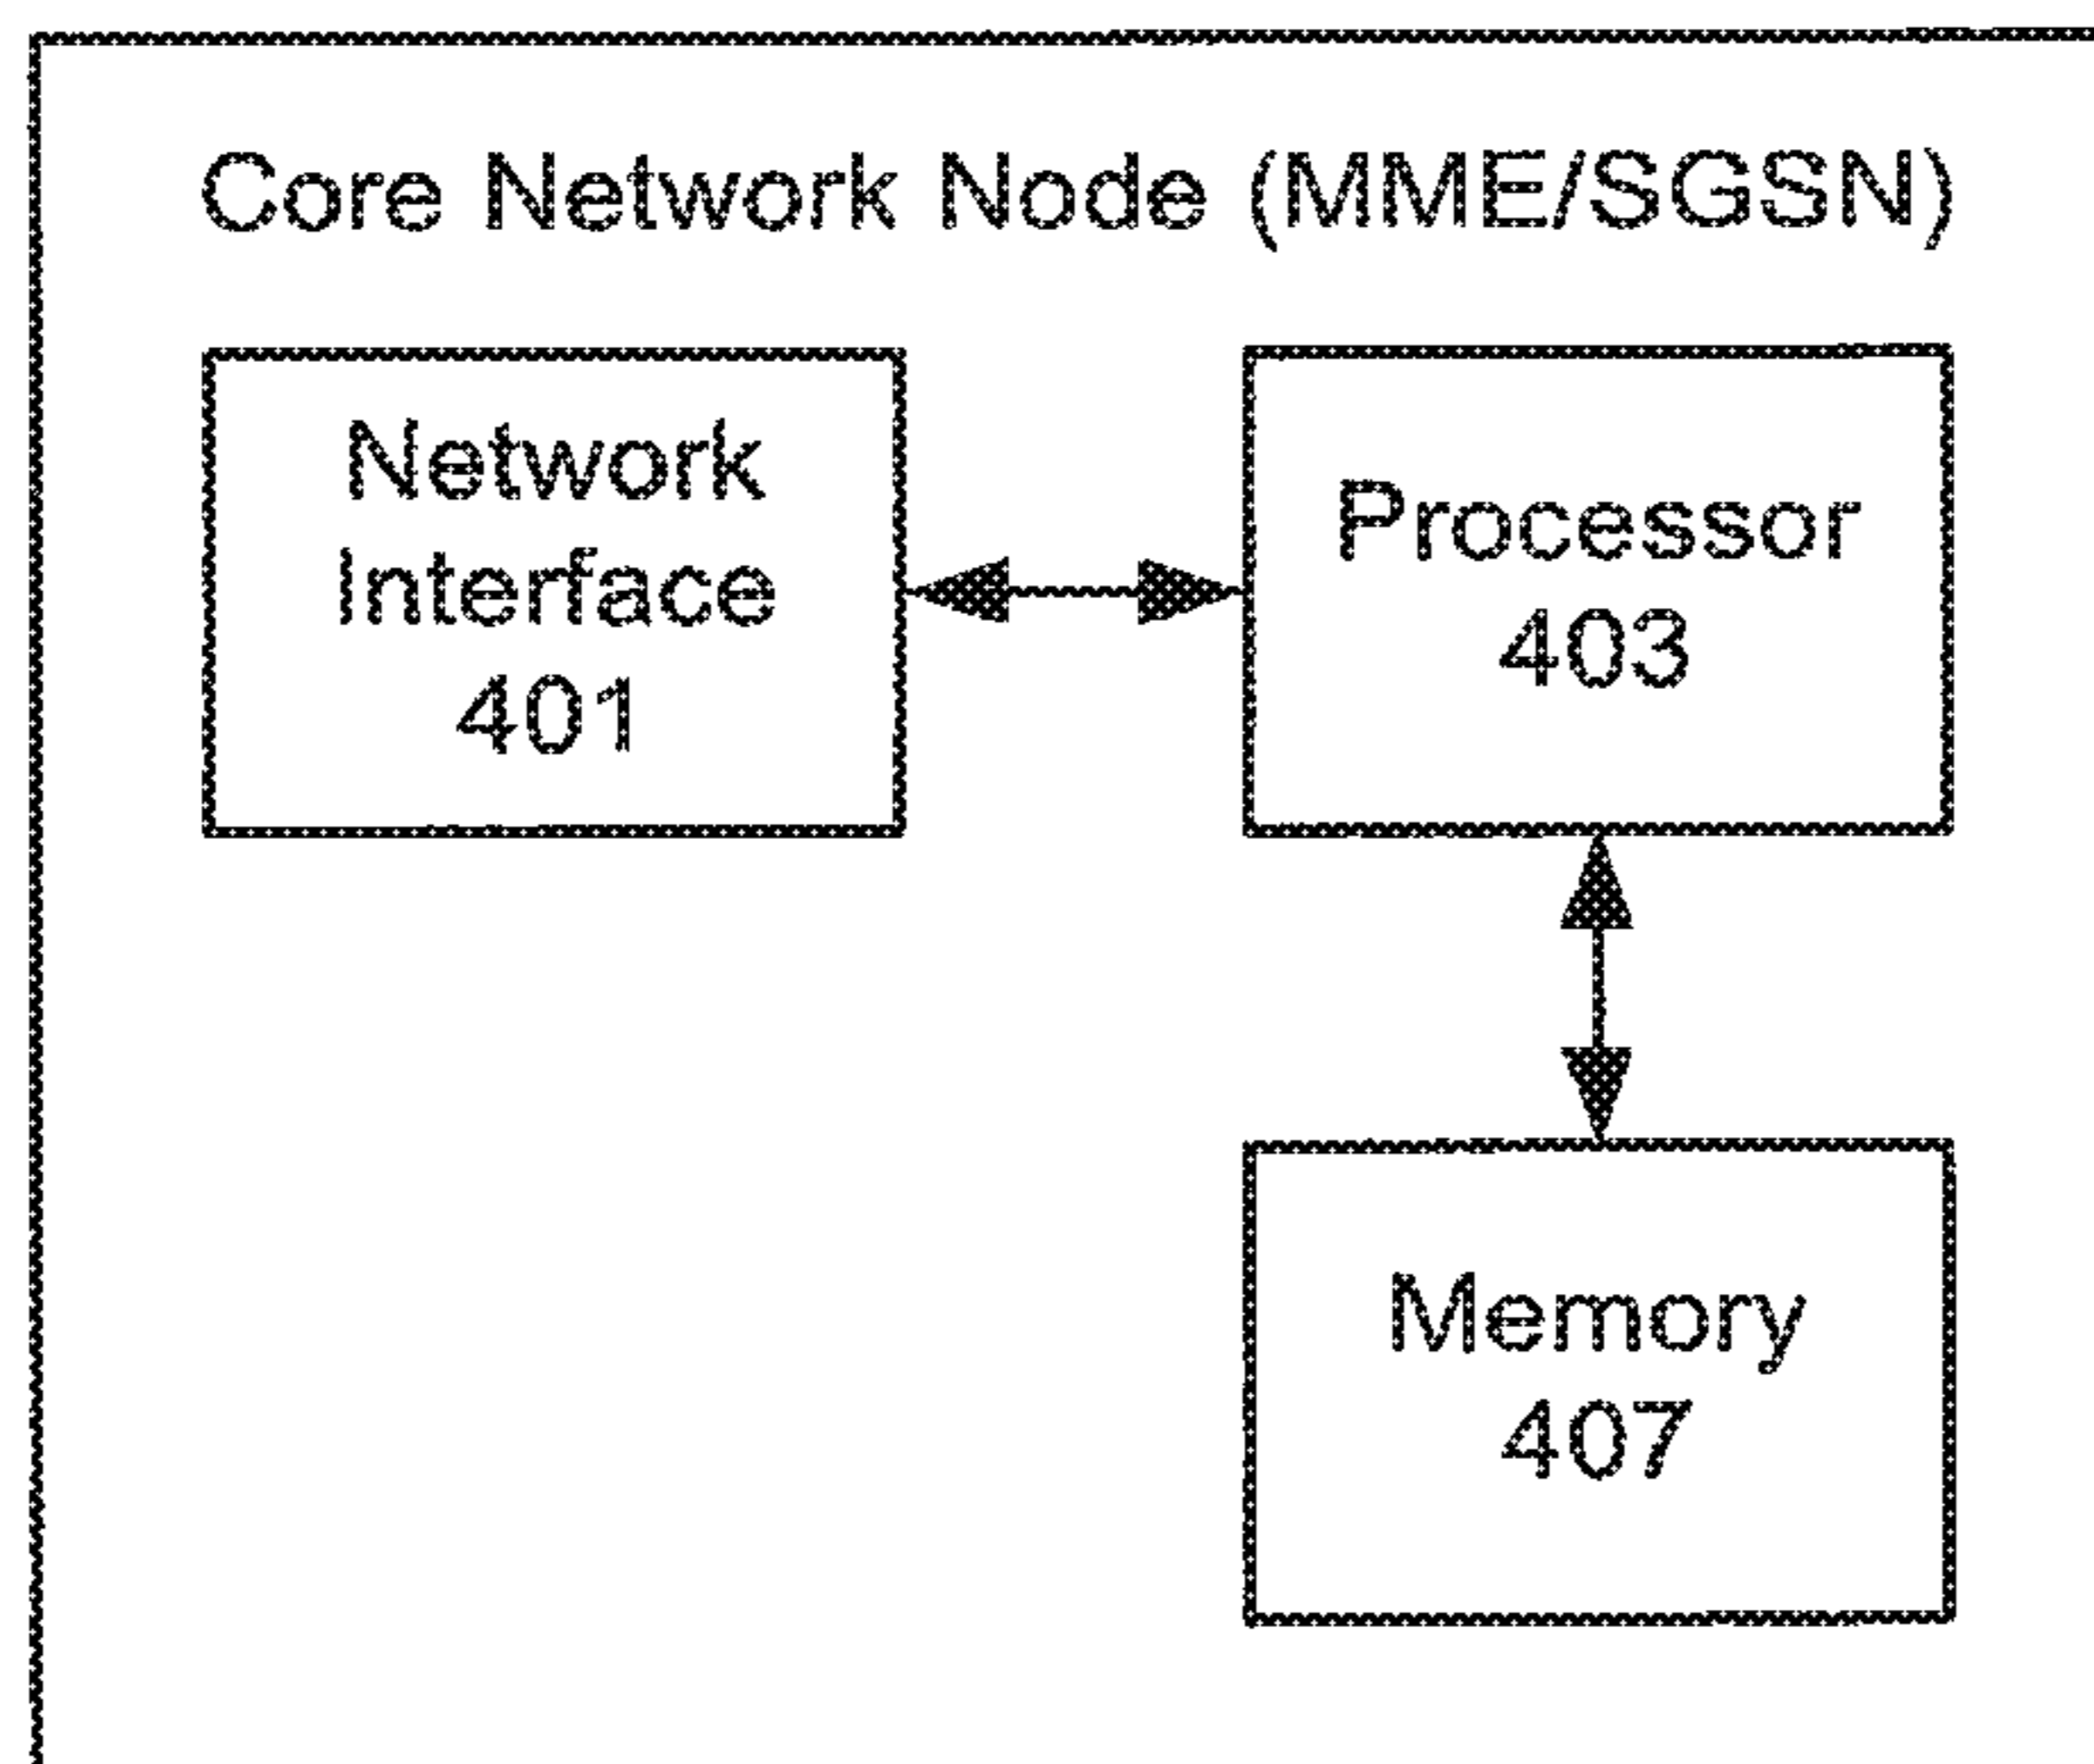 Core Network Node (MME/SGSN)
Network
Interface
401
Processor
403
Memory
407